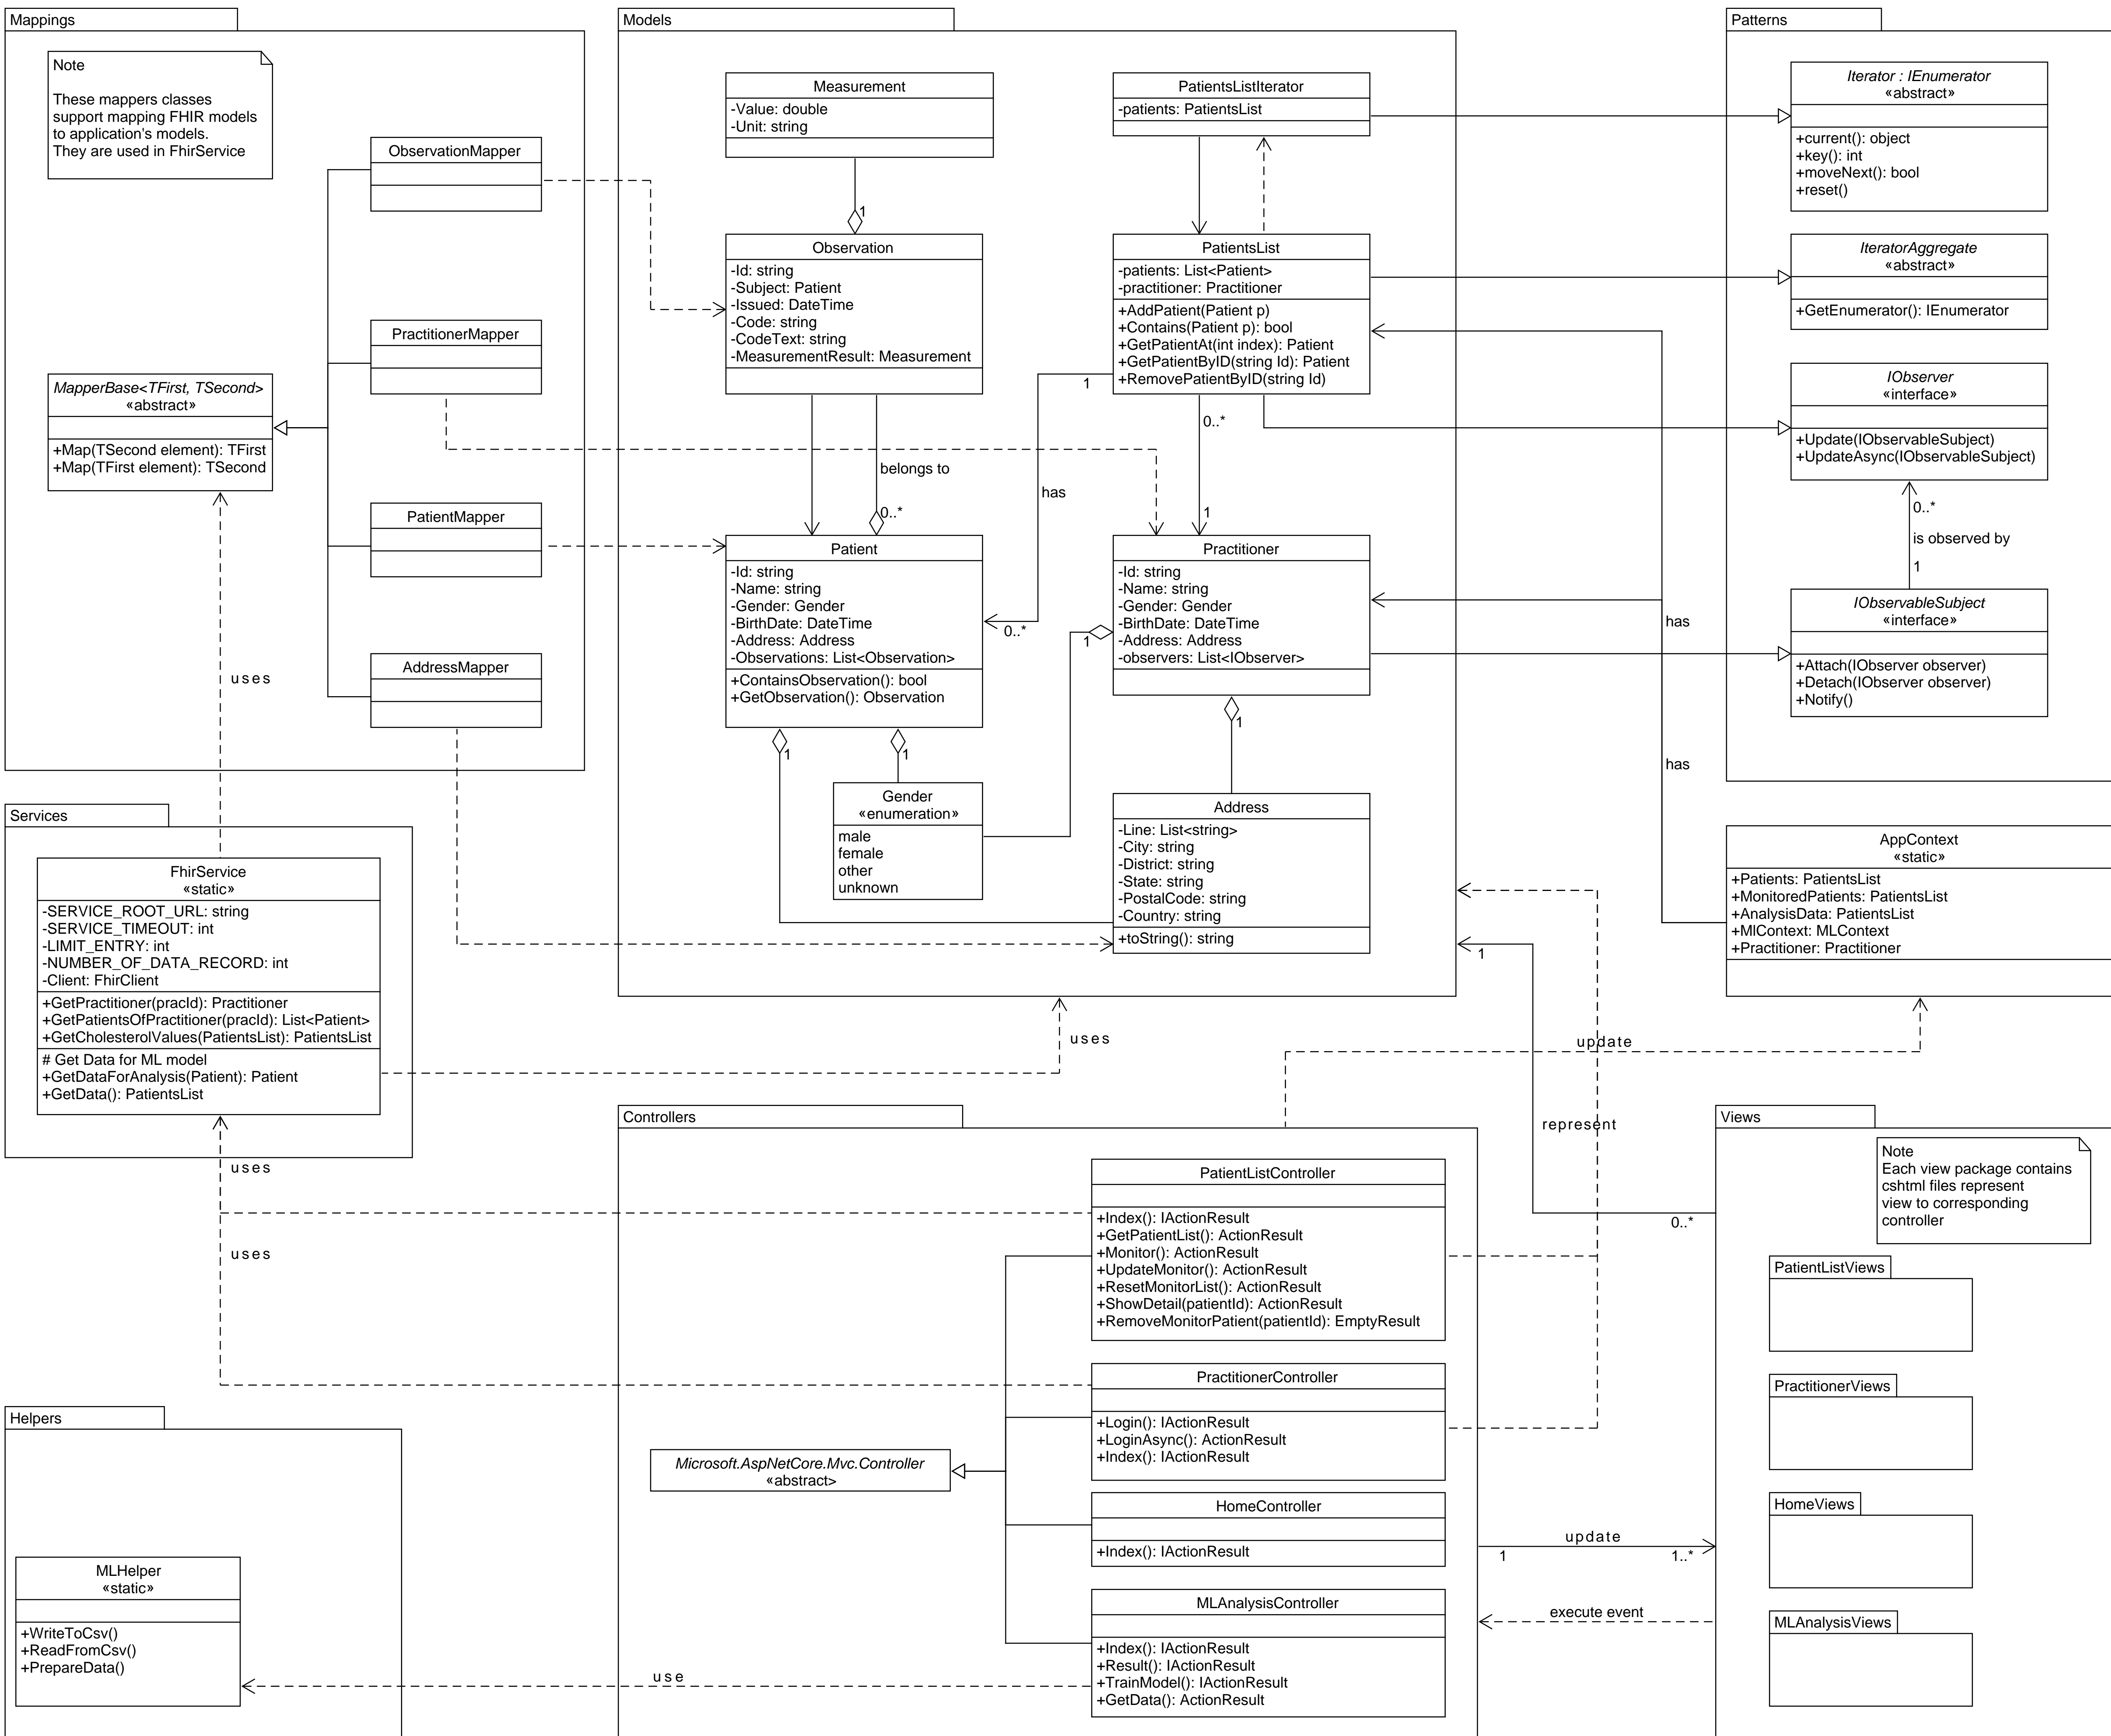 Mappings
Note
These mappers classes
support mapping FHIR models
to application's models.
They are used in FhirService
ObservationMapper
PractitionerMapper
MapperBase<TFirst, TSecond>
«abstract»
+Map(TSecond element): TFirst
+Map(TFirst element): TSecond
PatientMapper
AddressMapper
uses
Models
Measurement
-Value: double
-Unit: string
1
PatientsListIterator
-patients: PatientsList
Observation
-Id: string
-Subject: Patient
-Issued: DateTime
-Code: string
-CodeText: string
-MeasurementResult: Measurement
PatientsList
-patients: List<Patient>
-practitioner: Practitioner
+AddPatient(Patient p)
+Contains(Patient p): bool
+GetPatientAt(int index): Patient
+GetPatientByID(string Id): Patient
+RemovePatientByID(string Id)
1
0..*
belongs to
has
0..*
1
Patient
-Id: string
-Name: string
-Gender: Gender
-BirthDate: DateTime
-Address: Address
-Observations: List<Observation>
+ContainsObservation(): bool
+GetObservation(): Observation
0..*
1
Practitioner
-Id: string
-Name: string
-Gender: Gender
-BirthDate: DateTime
-Address: Address
-observers: List<IObserver>
1
1
1
Gender
«enumeration»
male
female
other
unknown
Address
-Line: List<string>
-City: string
-District: string
-State: string
-PostalCode: string
-Country: string
+toString(): string
Patterns
Iterator : IEnumerator
«abstract»
+current(): object
+key(): int
+moveNext(): bool
+reset()
IteratorAggregate
«abstract»
+GetEnumerator(): IEnumerator
IObserver
«interface»
+Update(IObservableSubject)
+UpdateAsync(IObservableSubject)
0..*
is observed by
1
IObservableSubject
«interface»
+Attach(IObserver observer)
+Detach(IObserver observer)
+Notify()
has
has
AppContext
«static»
+Patients: PatientsList
+MonitoredPatients: PatientsList
+AnalysisData: PatientsList
+MlContext: MLContext
+Practitioner: Practitioner
Services
FhirService
«static»
-SERVICE_ROOT_URL: string
-SERVICE_TIMEOUT: int
-LIMIT_ENTRY: int
-NUMBER_OF_DATA_RECORD: int
-Client: FhirClient
+GetPractitioner(pracId): Practitioner
+GetPatientsOfPractitioner(pracId): List<Patient>
+GetCholesterolValues(PatientsList): PatientsList
# Get Data for ML model
+GetDataForAnalysis(Patient): Patient
+GetData(): PatientsList
uses
1
update
represent
0..*
uses
uses
Controllers
PatientListController
+Index(): IActionResult
+GetPatientList(): ActionResult
+Monitor(): ActionResult
+UpdateMonitor(): ActionResult
+ResetMonitorList(): ActionResult
+ShowDetail(patientId): ActionResult
+RemoveMonitorPatient(patientId): EmptyResult
PractitionerController
+Login(): IActionResult
+LoginAsync(): ActionResult
+Index(): IActionResult
Microsoft.AspNetCore.Mvc.Controller
«abstract>
HomeController
+Index(): IActionResult
MLAnalysisController
+Index(): IActionResult
+Result(): IActionResult
+TrainModel(): IActionResult
+GetData(): ActionResult
update
1
1..*
execute event
Views
Note
Each view package contains
cshtml files represent
view to corresponding
controller
PatientListViews
PractitionerViews
HomeViews
MLAnalysisViews
Helpers
MLHelper
«static»
+WriteToCsv()
+ReadFromCsv()
+PrepareData()
use